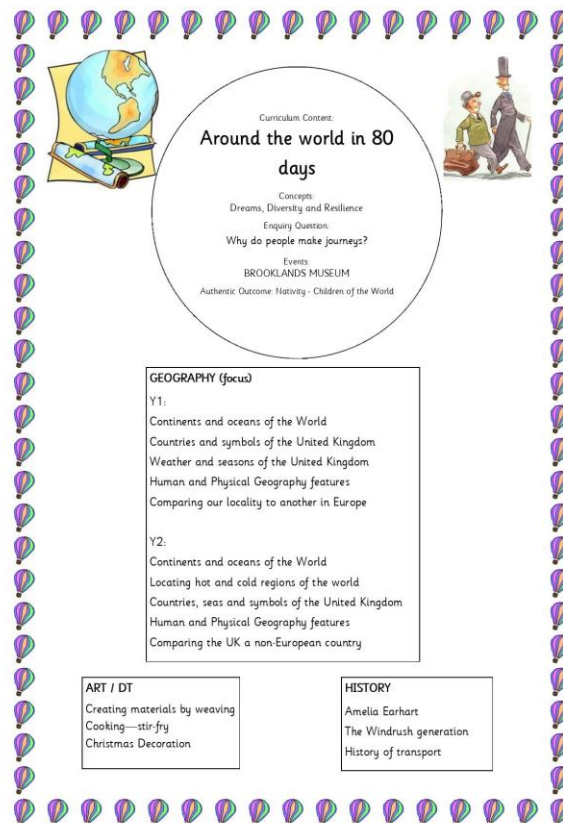 Curriculum Content:
Around the world in 80
days
Concepts:
Dreams, Diversity and Resilience
Enquiry Question:
Why do people make journeys?
Events:
BROOKLANDS MUSEUM
Authentic Outcome: Nativity - Children of the World
GEOGRAPHY (focus)
Y1:
Continents and oceans of the World
Countries and symbols of the United Kingdom
Weather and seasons of the United Kingdom
Human and Physical Geography features
Comparing our locality to another in Europe
Y2:
Continents and oceans of the World
Locating hot and cold regions of the world
Countries, seas and symbols of the United Kingdom
Human and Physical Geography features
Comparing the UK a non-European country
ART / DT
Creating materials by weaving
Cooking—stir-fry
Christmas Decoration
HISTORY
Amelia Earhart
The Windrush generation
History of transport